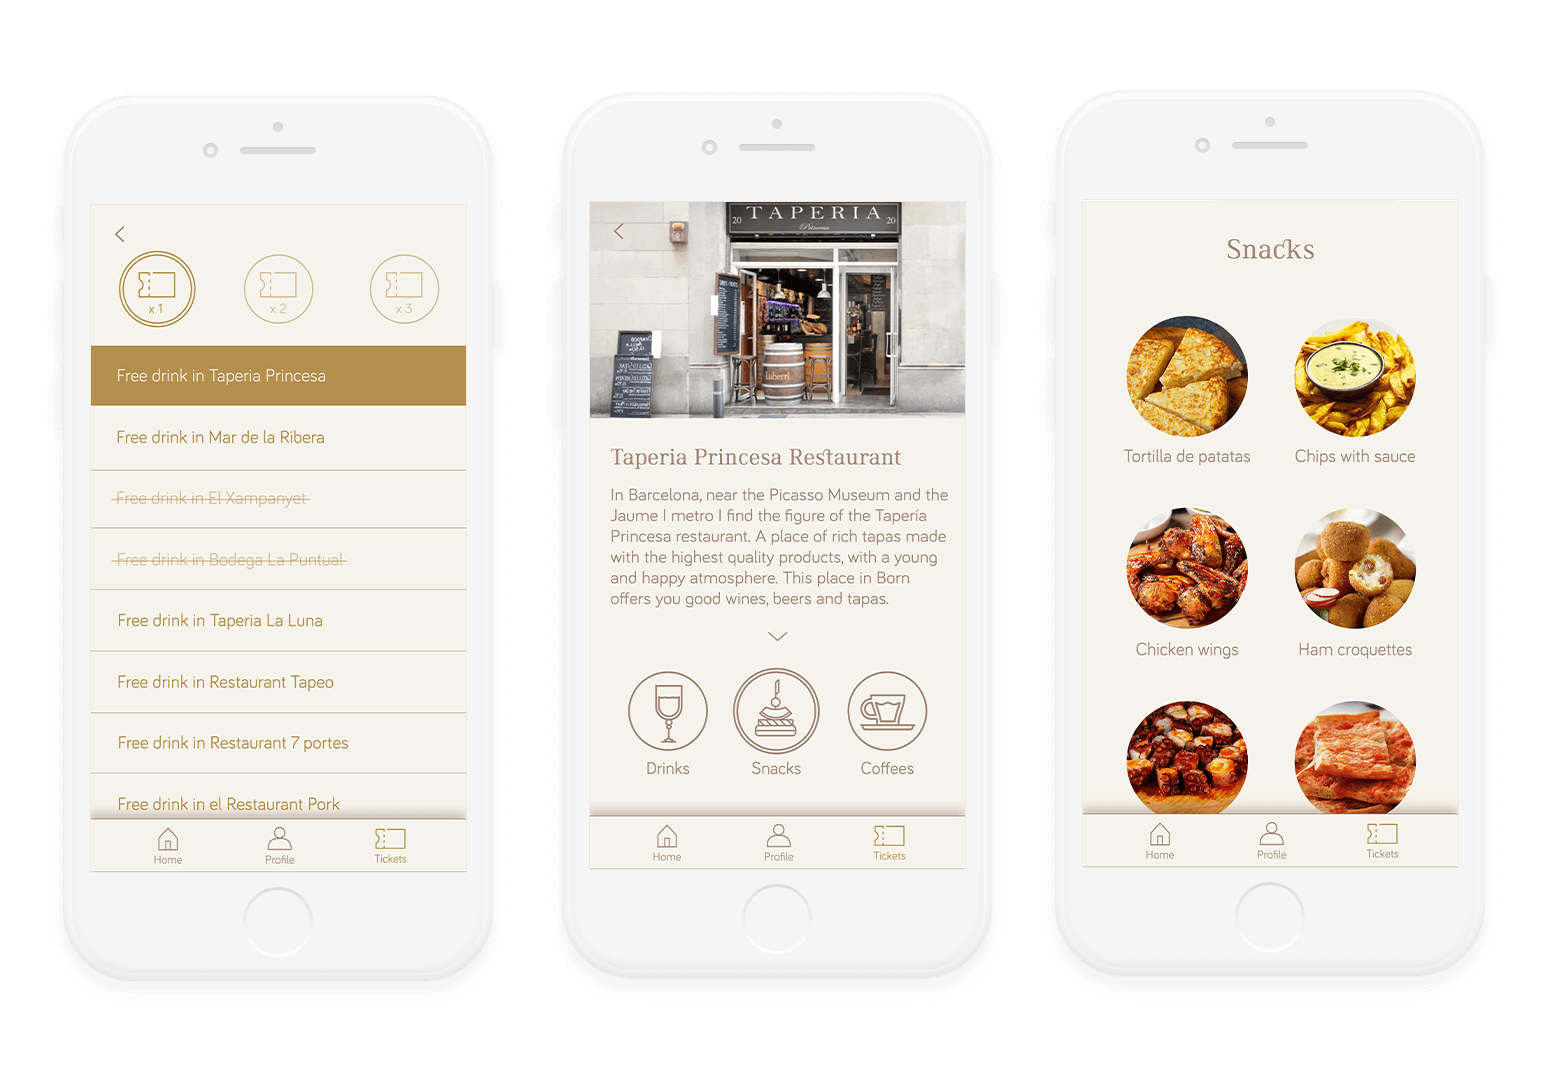 x 1
x 2
x 3
Free drink in Taperia Princesa
Free drink in Mar de la Ribera
Free drink in El Xampanyet
Free drink in Bodega La Puntual
Free drink in Taperia La Luna
Free drink in Restaurant Tapeo
Free drink in Restaurant 7 portes
Free drink in el Restaurant Pork
Home
Profile
Tickets
20 TAPERIA 20
Princesa
Taperia Princesa Restaurant
In Barcelona, near the Picasso Museum and the
Jaume I metro I find the figure of the Tapería
Princesa restaurant. A place of rich tapas made
with the highest quality products, with a young
and happy atmosphere. This place in Born
offers you good wines, beers and tapas.
Drinks
Snacks
Coffees
Home
Profile
Tickets
Snacks
Tortilla de patatas
Chips with sauce
Chicken wings
Ham croquettes
Home
Profile
Tickets